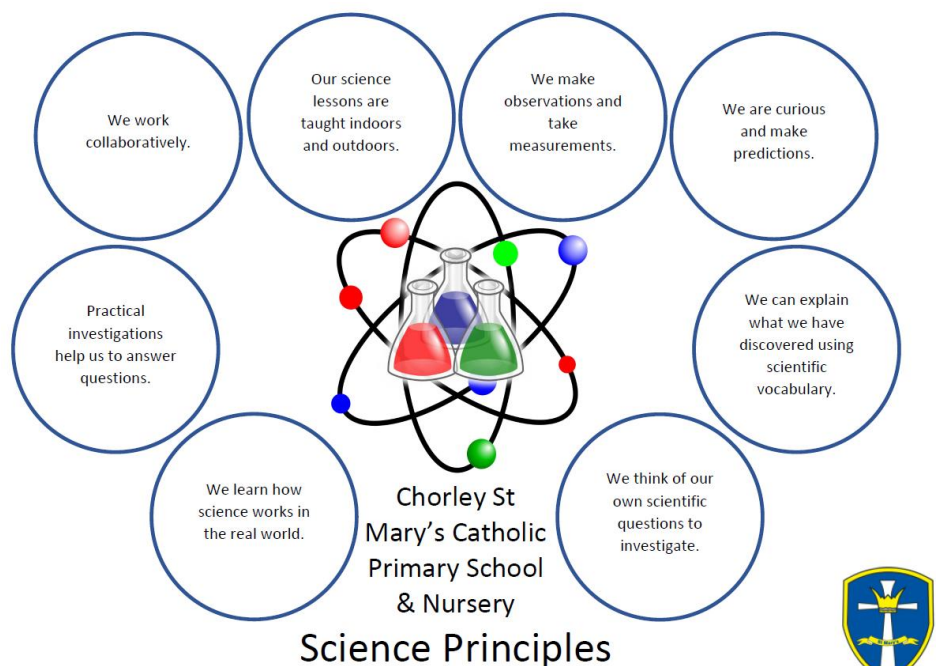 We work
collaboratively.
Our science
lessons are
taught indoors
and outdoors.
We make
observations and
take
measurements.
We are curious
and make
predictions.
Practical
investigations
help us to answer
questions.
We can explain
what we have
discovered using
scientific
vocabulary.
We learn how
science works in
the real world.
We think of our
own scientific
questions to
investigate.
Chorley St
Mary's Catholic
Primary School
& Nursery
Science Principles
St Mary's